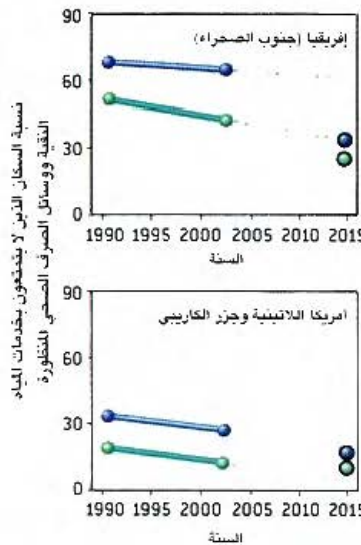 نسبة السكان الذين لا يتمتعون بخدمات المياه
النقية ووسائل الصرف الصحي المتطورة
إفريقيا (جنوب الصحراء)
90
60
30
0
1990 1995 2000 2005 2010 2015
السنة
أمريكا اللاتينية وجزر الكاريبي
90
60
30
0
1990 1995 2000 2005 2010 2015
السنة